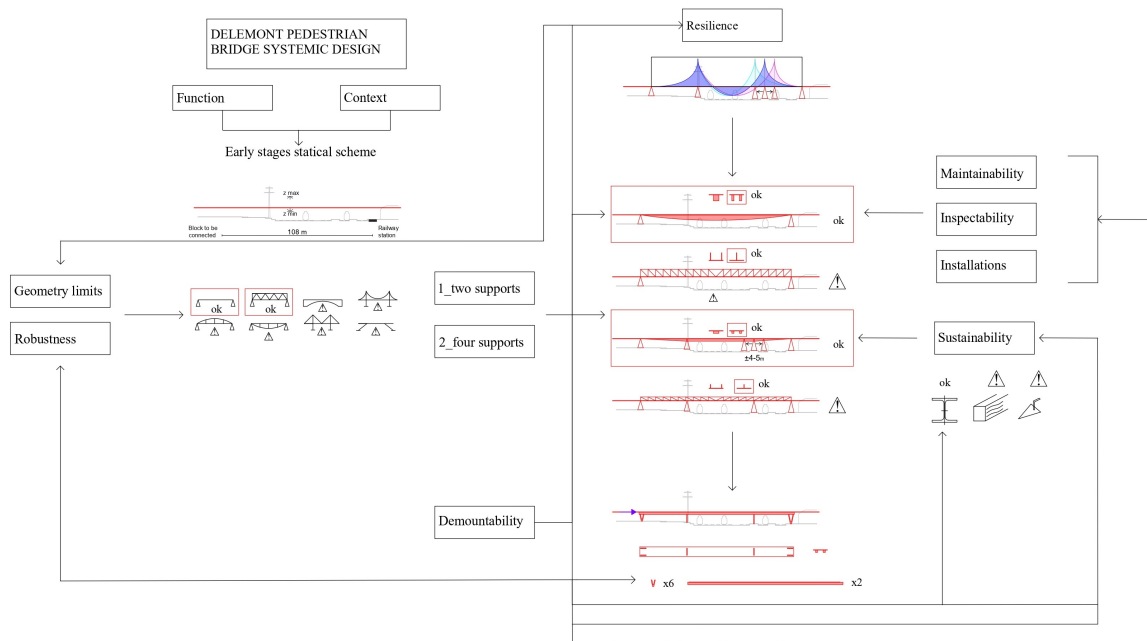 DELEMONT PEDESTRIAN
BRIDGE SYSTEMIC DESIGN
Function
Context
Early stages statical scheme
z max
z min
Block to be
connected
108 m
Railway
station
Geometry limits
Robustness
ok
ok
1_two supports
2_four supports
Demountability
Resilience
ok
ok
ok
ok
ok
±4-5m
ok
Maintainability
Inspectability
Installations
Sustainability
ok
x6
x2